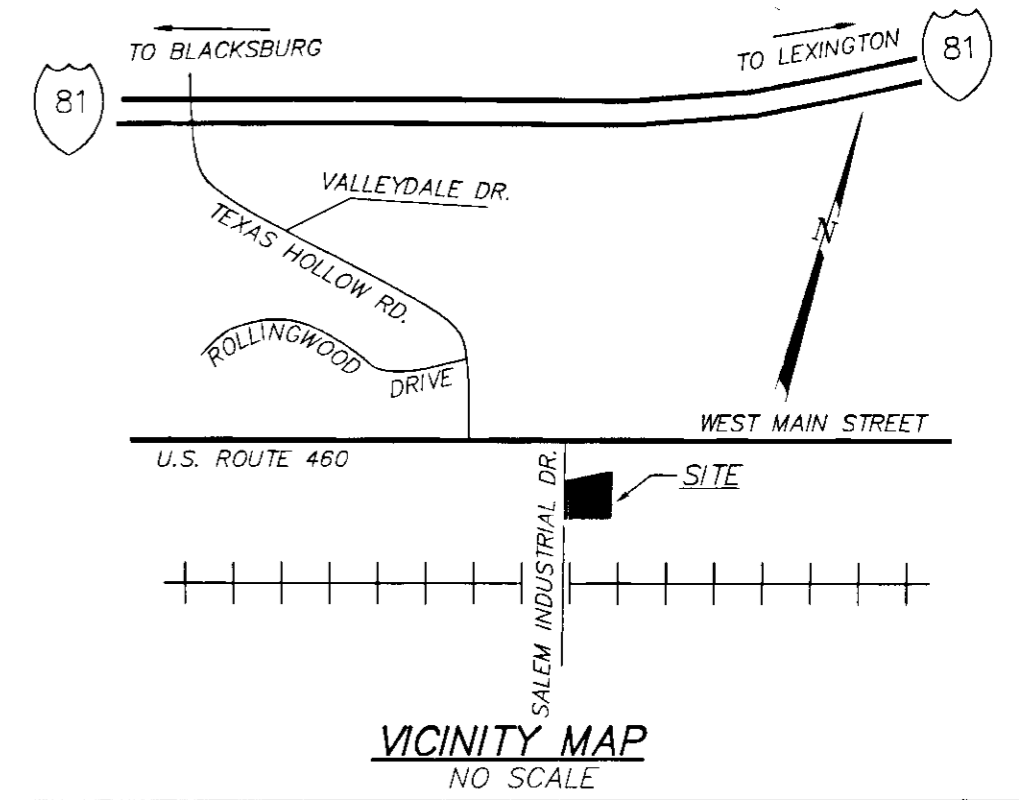 TO BLACKSBURG
TO LEXINGTON
81
81
VALLEYDALE DR.
TEXAS HOLLOW RD.
N
ROLLINGWOOD DRIVE
WEST MAIN STREET
U.S. ROUTE 460
SITE
SALEM INDUSTRIAL DR.
VICINITY MAP
NO SCALE